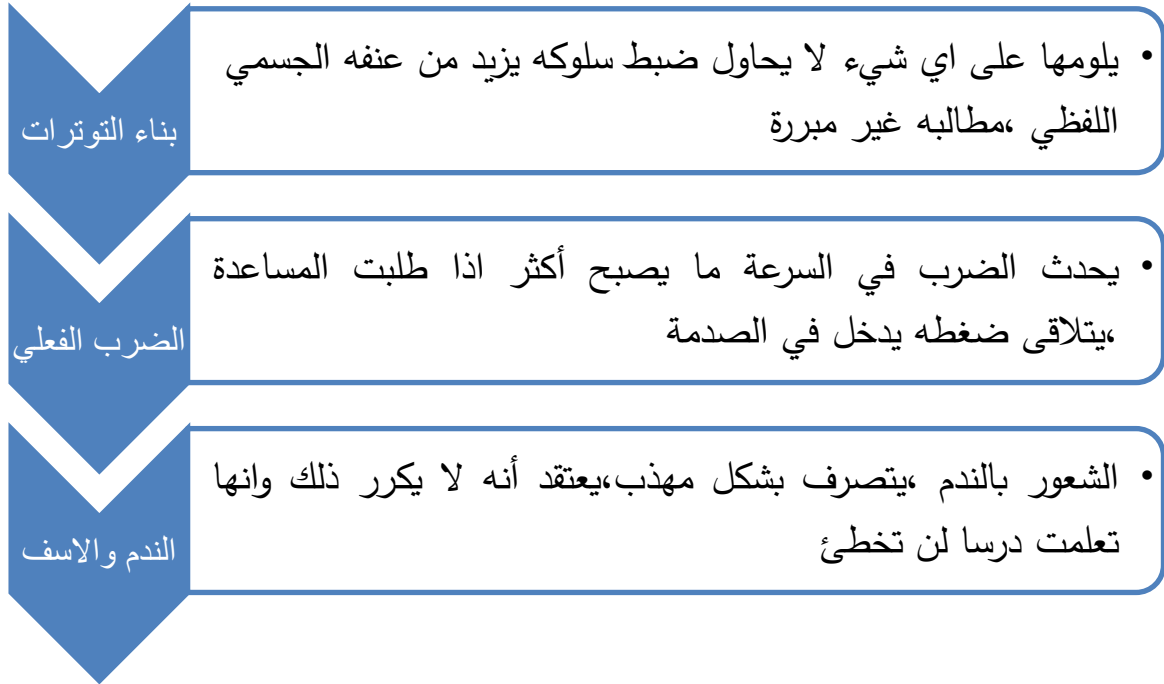 بناء التوترات
• يلومها على اي شيء لا يحاول ضبط سلوكه يزيد من عنفه الجسمي
اللفظي ،مطالبه غير مبررة
الضرب الفعلي
• يحدث الضرب في السرعة ما يصبح أكثر اذا طلبت المساعدة
،يتلاقى ضغطه يدخل في الصدمة
الندم والاسف
• الشعور بالندم ،يتصرف بشكل مهذب،يعتقد أنه لا يكرر ذلك وانها
تعلمت درسا لن تخطئ